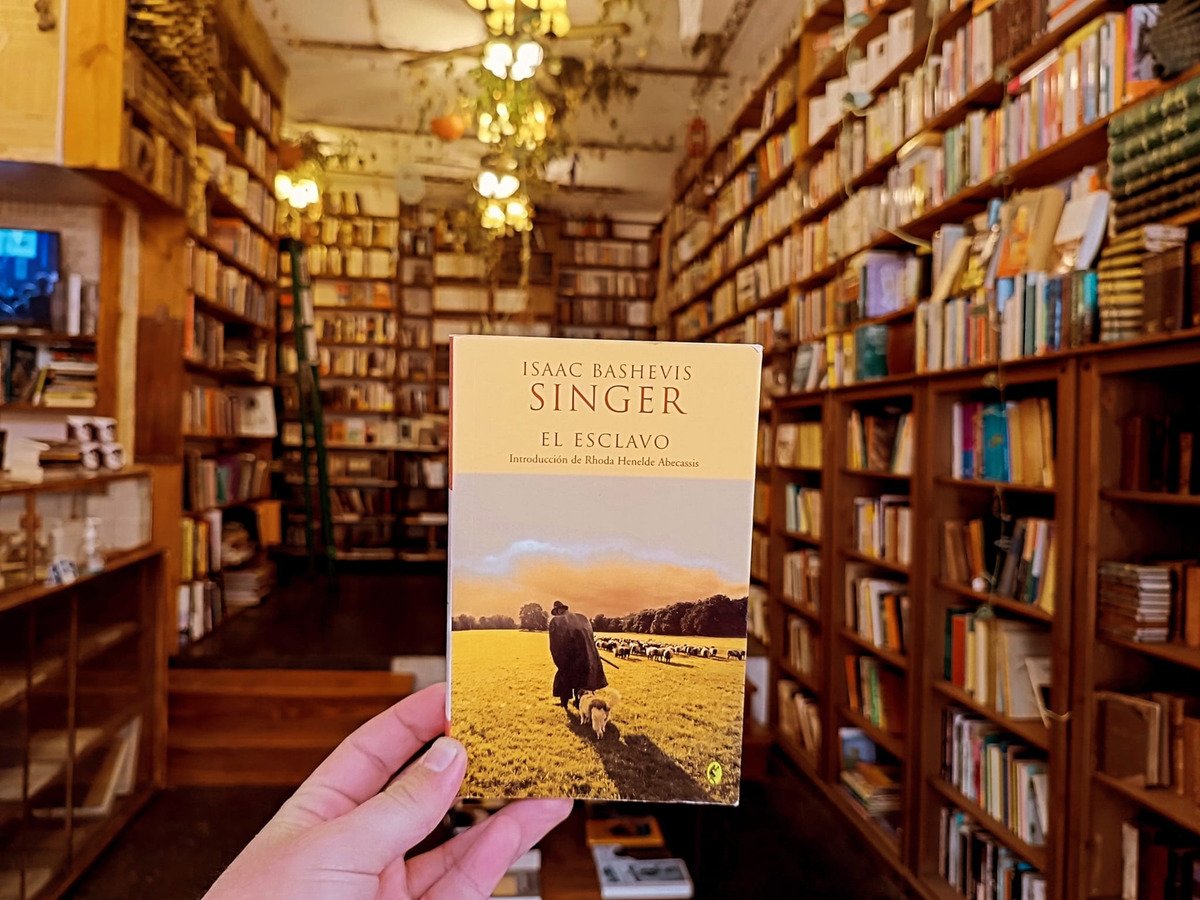 ISAAC BASHEVIS
SINGER
EL ESCLAVO
Introducción de Rhoda Henelde Abecassis